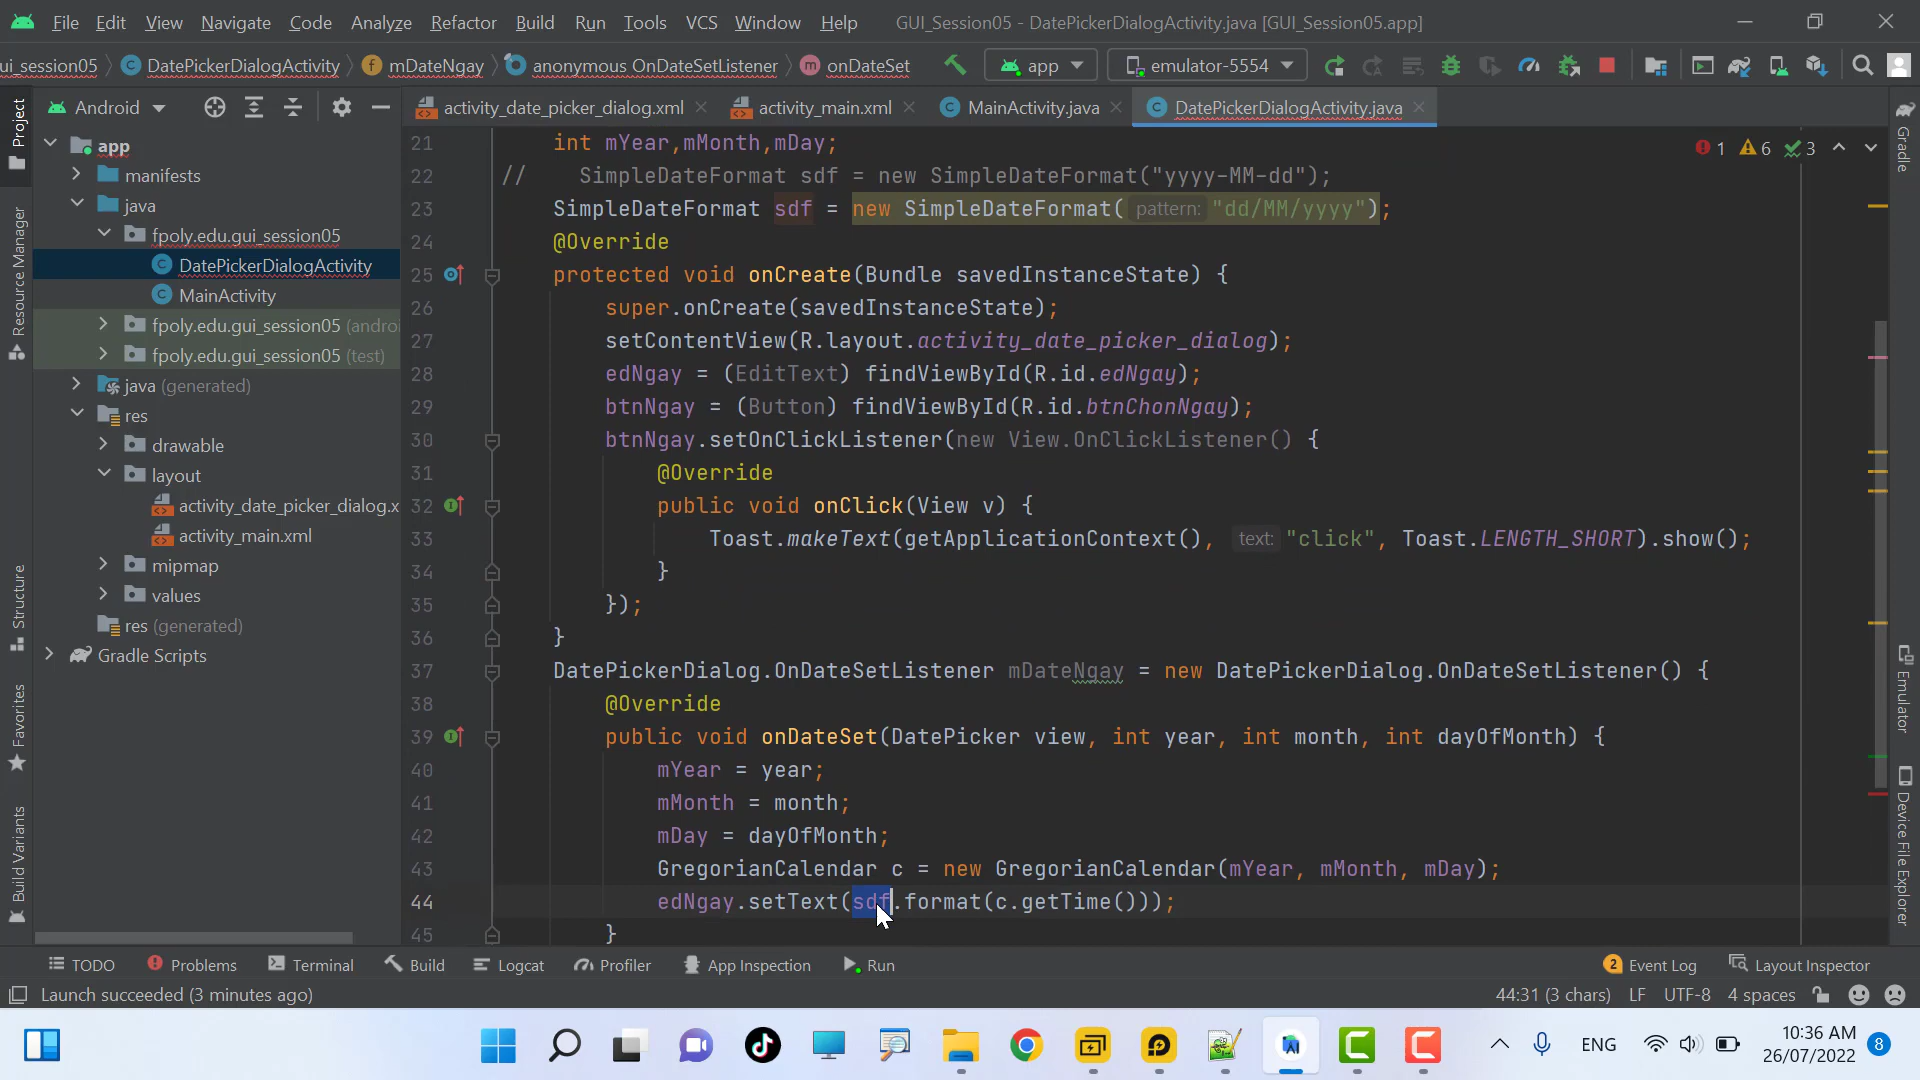 File Edit View Navigate Code Analyze Refactor Build Run Tools VCS Window Help GUI_Session05 - DatePickerDialogActivity.java [GUI_Session05.app]
ui_session05 DatePickerDialogActivity mDateNgay anonymous OnDateSetListener onDateSet app emulator-5554
Android
activity_date_picker_dialog.xml activity_main.xml MainActivity.java DatePickerDialogActivity.java
Project
Resource Manager
Structure
Favorites
Build Variants
app
manifests
java
fpoly.edu.gui_session05
DatePickerDialogActivity
MainActivity
fpoly.edu.gui_session05 (androi
fpoly.edu.gui_session05 (test)
java (generated)
res
drawable
layout
activity_date_picker_dialog.x
activity_main.xml
mipmap
values
res (generated)
Gradle Scripts
1 6 3
21 int mYear,mMonth,mDay;
22 // SimpleDateFormat sdf = new SimpleDateFormat("yyyy-MM-dd");
23 SimpleDateFormat sdf = new SimpleDateFormat( pattern: "dd/MM/yyyy");
24 @Override
25 protected void onCreate(Bundle savedInstanceState) {
26 super.onCreate(savedInstanceState);
27 setContentView(R.layout.activity_date_picker_dialog);
28 edNgay = (EditText) findViewById(R.id.edNgay);
29 btnNgay = (Button) findViewById(R.id.btnChonNgay);
30 btnNgay.setOnClickListener(new View.OnClickListener() {
31 @Override
32 public void onClick(View v) {
33 Toast.makeText(getApplicationContext(), text: "click", Toast.LENGTH_SHORT).show();
34 }
35 });
36 }
37 DatePickerDialog.OnDateSetListener mDateNgay = new DatePickerDialog.OnDateSetListener() {
38 @Override
39 public void onDateSet(DatePicker view, int year, int month, int dayOfMonth) {
40 mYear = year;
41 mMonth = month;
42 mDay = dayOfMonth;
43 GregorianCalendar c = new GregorianCalendar(mYear, mMonth, mDay);
44 edNgay.setText(sdf.format(c.getTime()));
45 }
Gradle
Emulator
Device File Explorer
TODO Problems Terminal Build Logcat Profiler App Inspection Run 2 Event Log Layout Inspector
Launch succeeded (3 minutes ago) 44:31 (3 chars) LF UTF-8 4 spaces
ENG 10:36 AM
26/07/2022 8